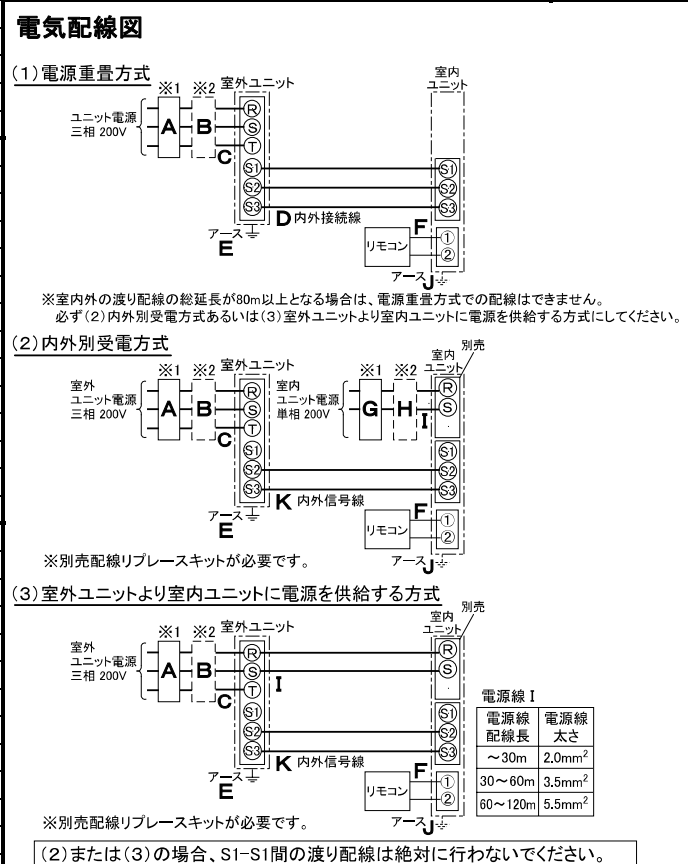 電気配線図
(1)電源重畳方式
※1 ※2 室外ユニット
室内
ユニット
ユニット電源
三相 200V
A B C
R
S
T
S1
S2
S3
S1
S2
S3
D 内外接続線
アース
E
リモコン
F
①
②
アース J
※室内外の渡り配線の総延長が80m以上となる場合は、電源重畳方式での配線はできません。
必ず(2)内外別受電方式あるいは(3)室外ユニットより室内ユニットに電源を供給する方式にしてください。
(2)内外別受電方式
※1 ※2 室外ユニット
室外
ユニット電源
三相 200V
A B C
R
S
T
S1
S2
S3
※1 ※2
室内
ユニット電源
単相 200V
G H I
室内
ユニット
別売
R
S
S1
S2
S3
K 内外信号線
アース
E
リモコン
F
①
②
アース J
※別売配線リプレースキットが必要です。
(3)室外ユニットより室内ユニットに電源を供給する方式
※1 ※2 室外ユニット
室外
ユニット電源
三相 200V
A B C
R
S
T
S1
S2
S3
I
室内
ユニット
別売
R
S
S1
S2
S3
K 内外信号線
アース
E
リモコン
F
①
②
アース J
電源線 I
電源線配線長 電源線太さ
~30m 2.0mm²
30~60m 3.5mm²
60~120m 5.5mm²
※別売配線リプレースキットが必要です。
(2)または(3)の場合、S1-S1間の渡り配線は絶対に行わないでください。